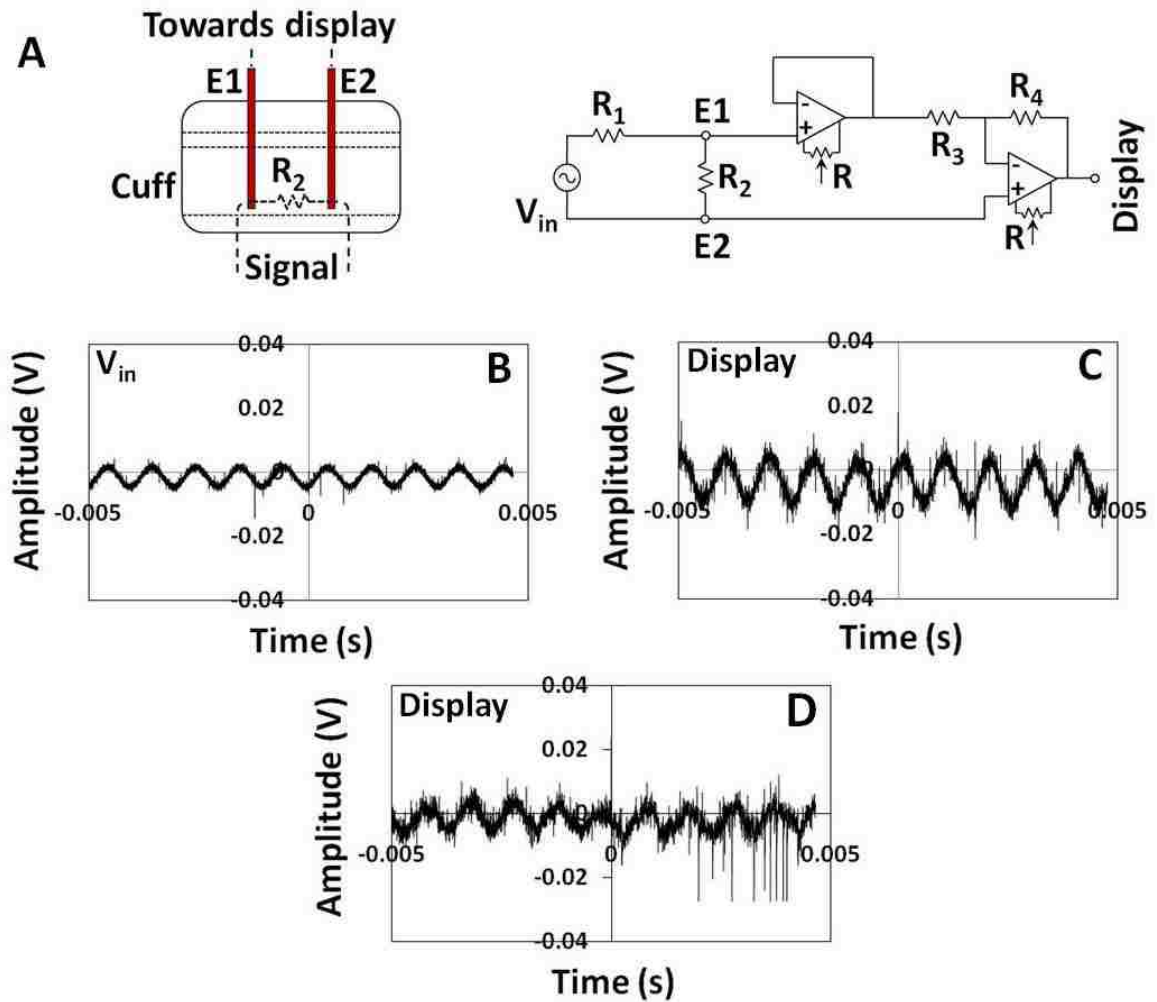 A
Towards display
E1 E2
Cuff
R2
Signal
R1
E1
R2
Vin
E2
-
+
R
R3
R4
-
+
R
Display
Vin
B
Amplitude (V)
0.04
0.02
0
-0.02
-0.04
-0.005 0 0.005
Time (s)
Display
C
Amplitude (V)
0.04
0.02
0
-0.02
-0.04
-0.005 0 0.005
Time (s)
Display
D
Amplitude (V)
0.04
0.02
0
-0.02
-0.04
-0.005 0 0.005
Time (s)